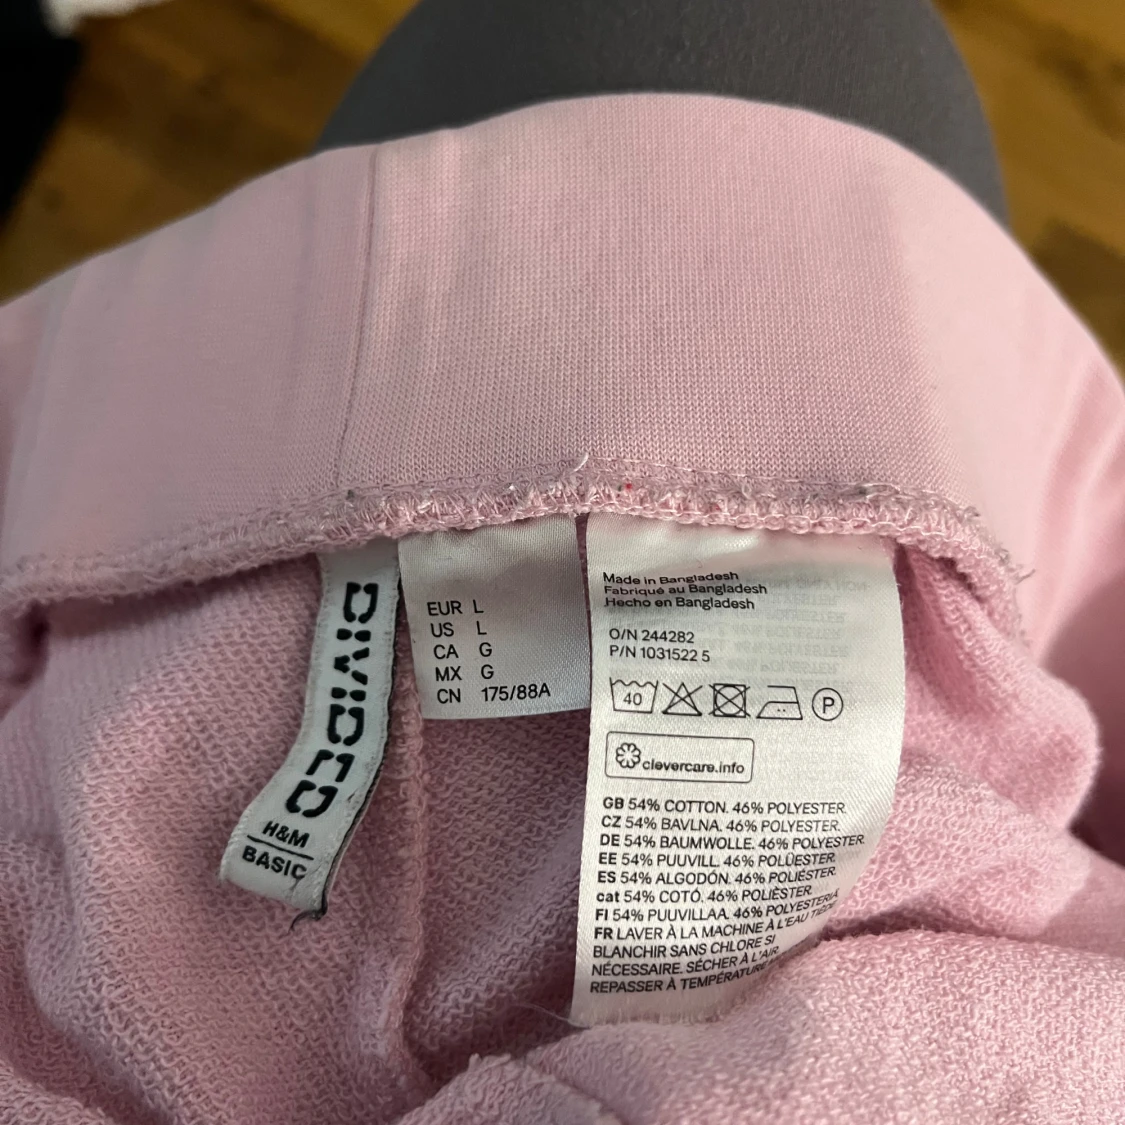 DIVIDED
H&M
BASIC
EUR L
US L
CA G
MX G
CN 175/88A
Made in Bangladesh
Fabriqué au Bangladesh
Hecho en Bangladesh
O/N 244282
P/N 1031522 5
40
P
clevercare.info
GB 54% COTTON. 46% POLYESTER.
CZ 54% BAVLNA. 46% POLYESTER.
DE 54% BAUMWOLLE. 46% POLYESTER.
EE 54% PUUVILL. 46% POLÜESTER.
ES 54% ALGODÓN. 46% POLIÉSTER.
cat 54% COTÓ. 46% POLIÈSTER.
FI 54% PUUVILLAA. 46% POLYESTERIÄ
FR LAVER À LA MACHINE À L'EAU TIÈDE
BLANCHIR SANS CHLORE SI
NÉCESSAIRE. SÉCHER À L'AIR
REPASSER À TEMPÉRATURE